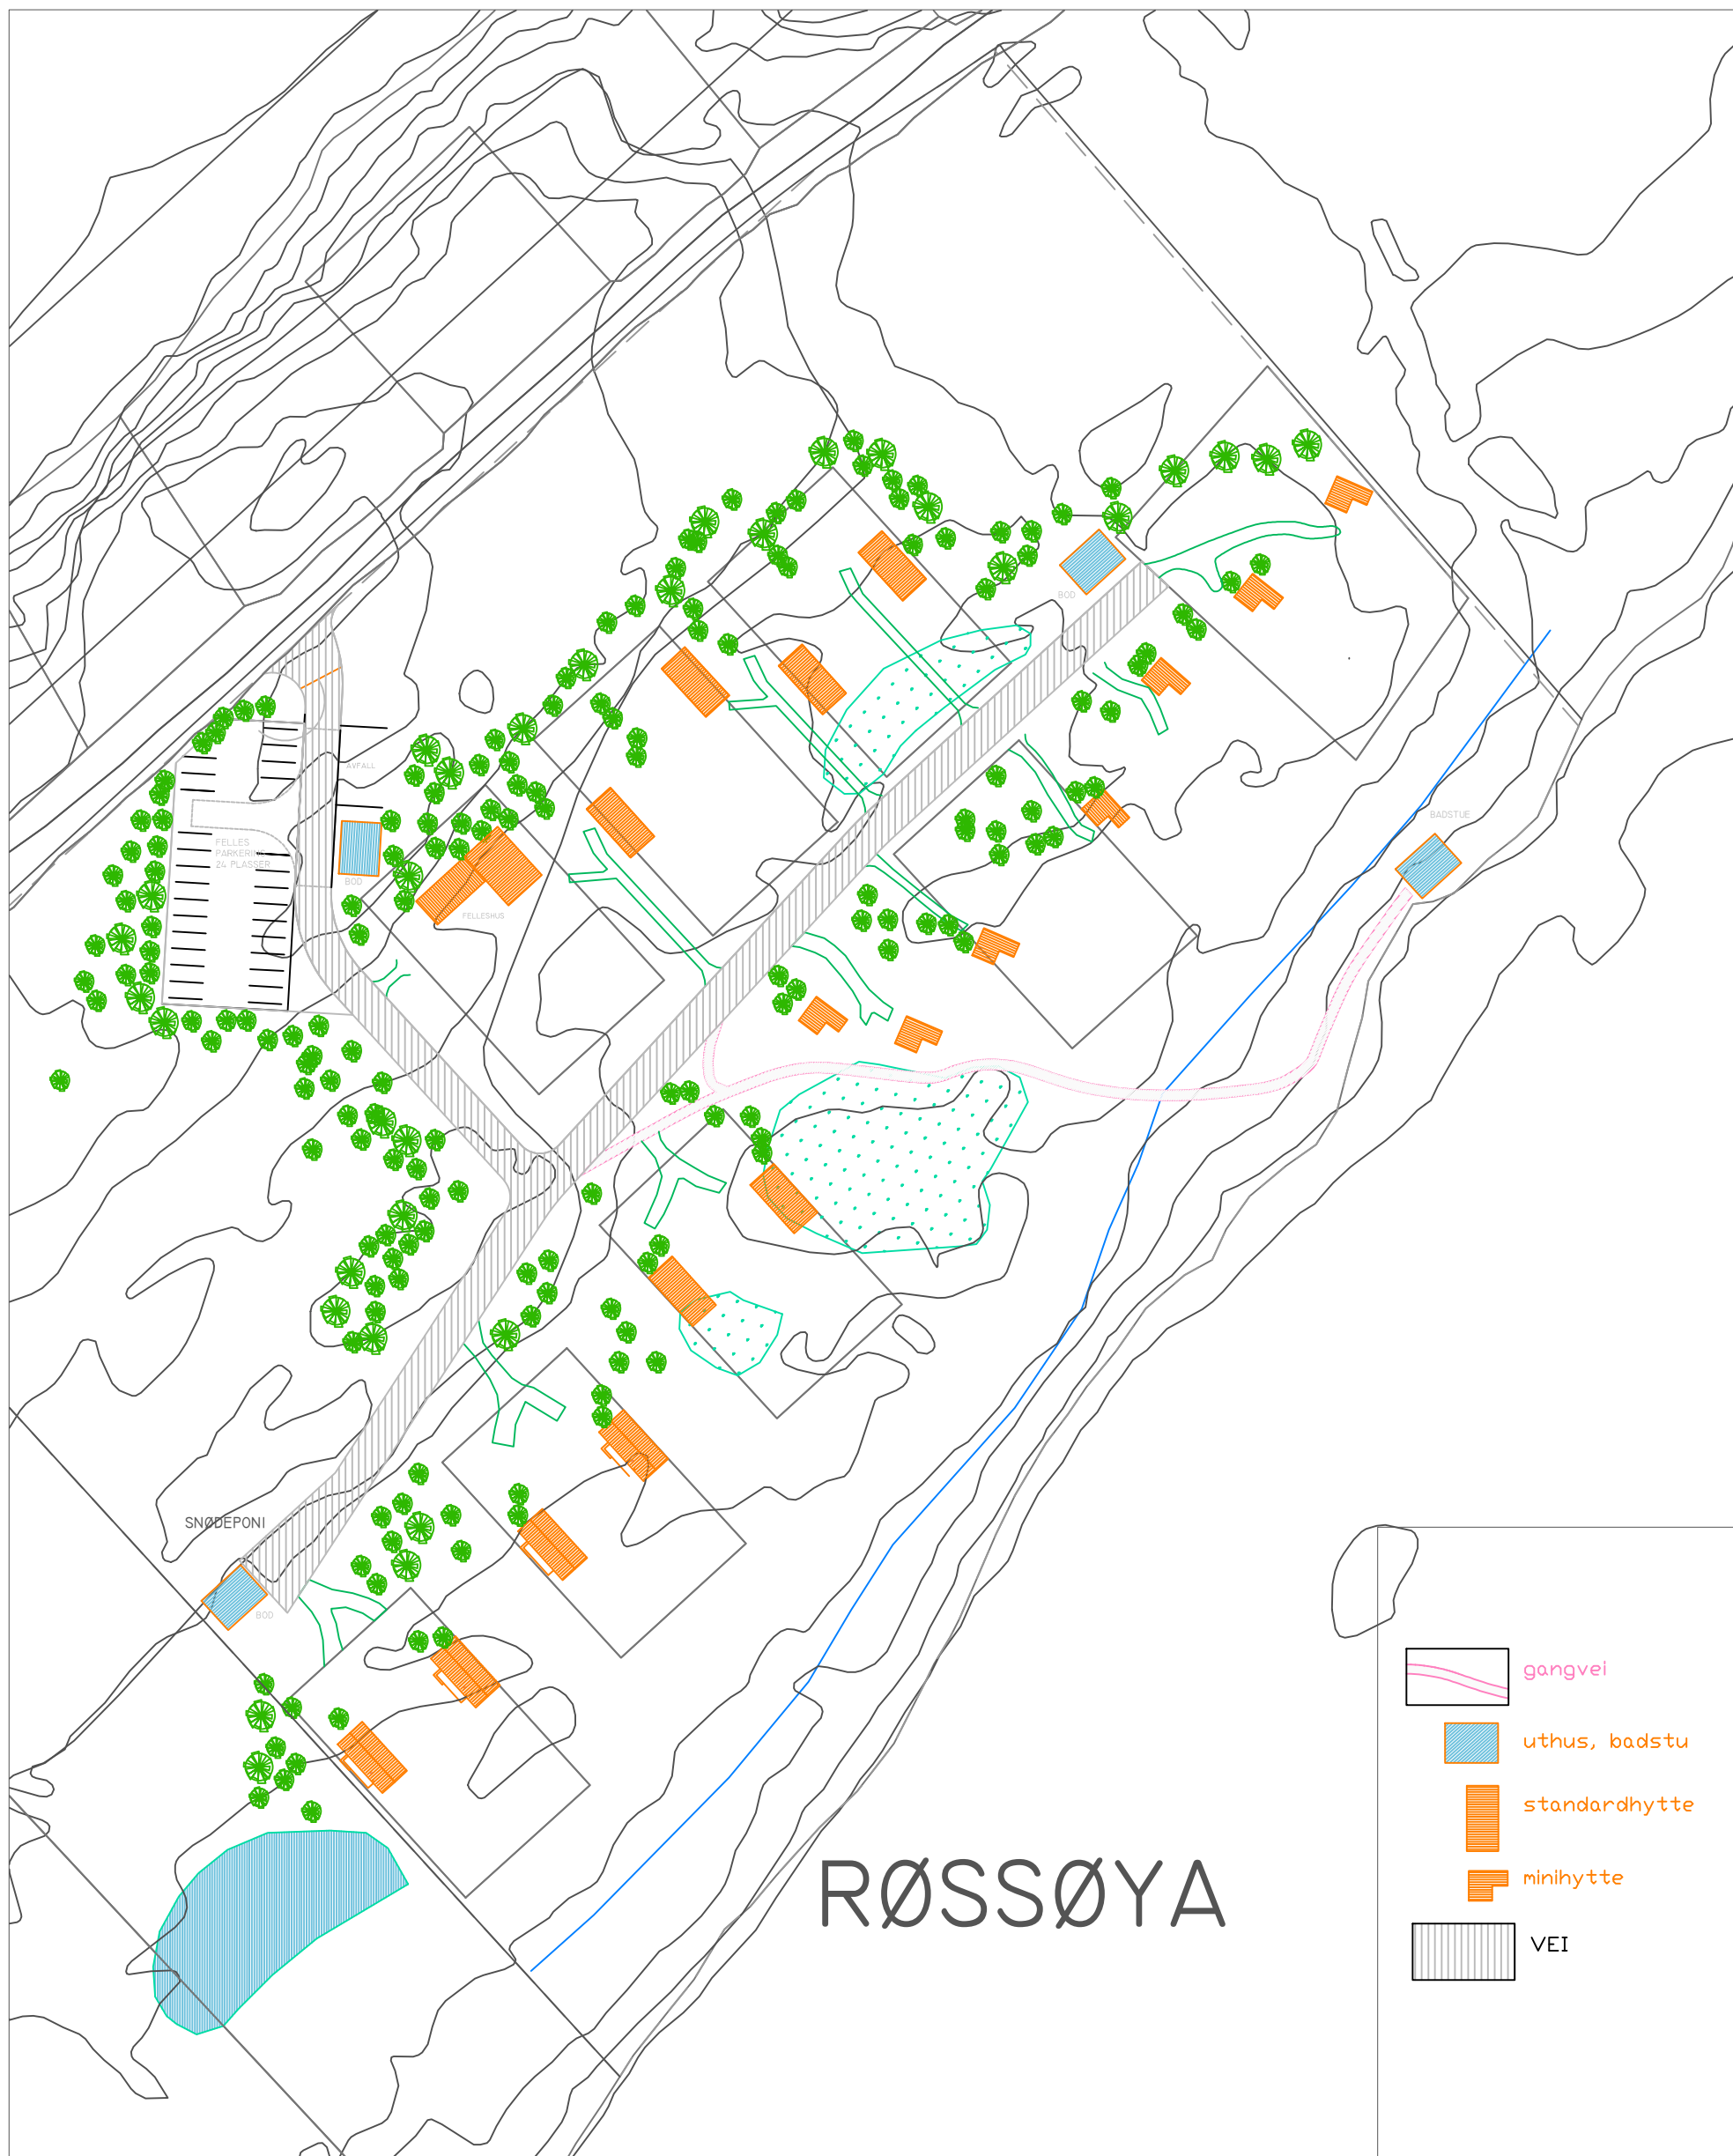 BOD
AVFALL
BADSTUE
FELLES
PARKERING
24 PLASSER
BOD
FELLESHUS
SNØDEPONI
BOD
gangvei
uthus, badstu
standardhytte
minihytte
VEI
RØSSØYA